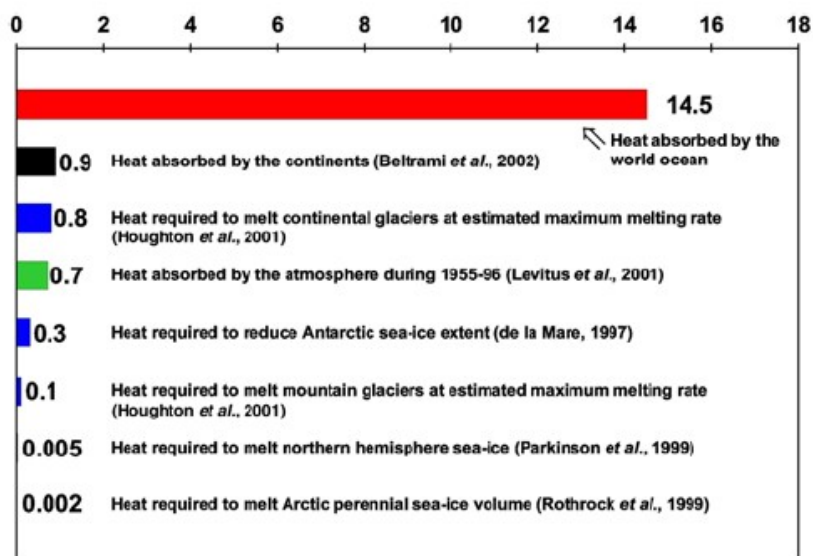 0 2 4 6 8 10 12 14 16 18
14.5
Heat absorbed by the
world ocean
0.9 Heat absorbed by the continents (Beltrami et al., 2002)
0.8 Heat required to melt continental glaciers at estimated maximum melting rate
(Houghton et al., 2001)
0.7 Heat absorbed by the atmosphere during 1955-96 (Levitus et al., 2001)
0.3 Heat required to reduce Antarctic sea-ice extent (de la Mare, 1997)
0.1 Heat required to melt mountain glaciers at estimated maximum melting rate
(Houghton et al., 2001)
0.005 Heat required to melt northern hemisphere sea-ice (Parkinson et al., 1999)
0.002 Heat required to melt Arctic perennial sea-ice volume (Rothrock et al., 1999)